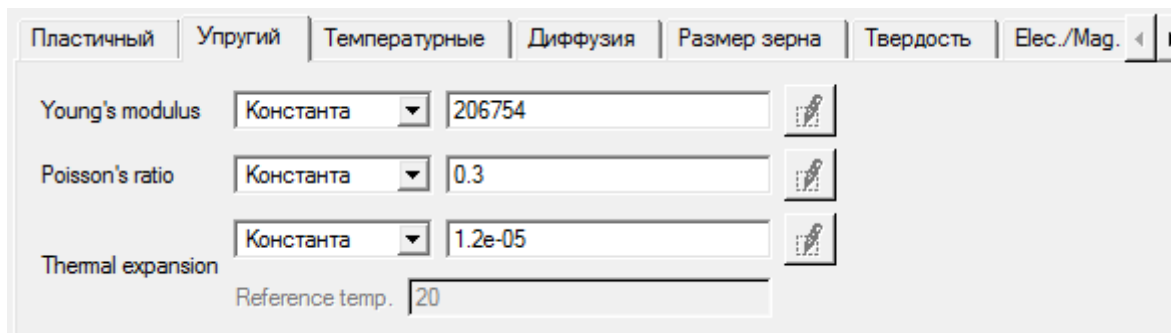 Пластичный Упругий Температурные Диффузия Размер зерна Твердость Elec./Mag.
Young's modulus Константа 206754
Poisson's ratio Константа 0.3
Константа 1.2e-05
Thermal expansion
Reference temp. 20